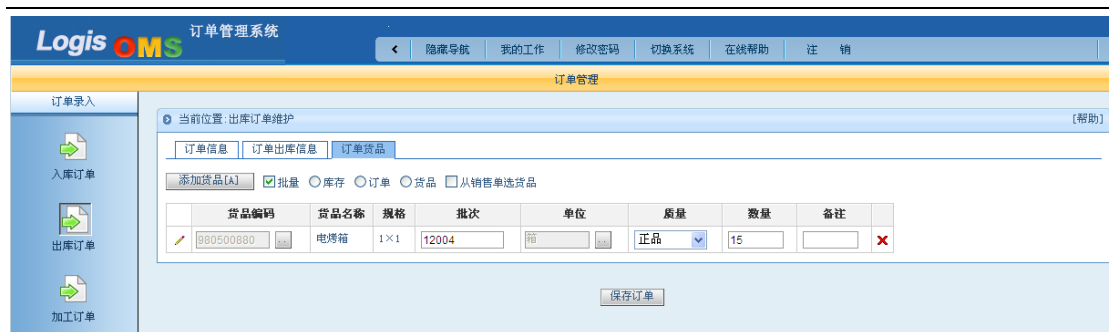 Logis OMS 订单管理系统
隐藏导航 我的工作 修改密码 切换系统 在线帮助 注 销
订单管理
订单录入
当前位置:出库订单维护 [帮助]
订单信息 订单出库信息 订单货品
入库订单
添加货品[A] 批量 库存 订单 货品 从销售单选货品
货品编码 货品名称 规格 批次 单位 质量 数量 备注
980500880 ... 电烤箱 1×1 12004 箱 ... 正品 15
出库订单
保存订单
加工订单